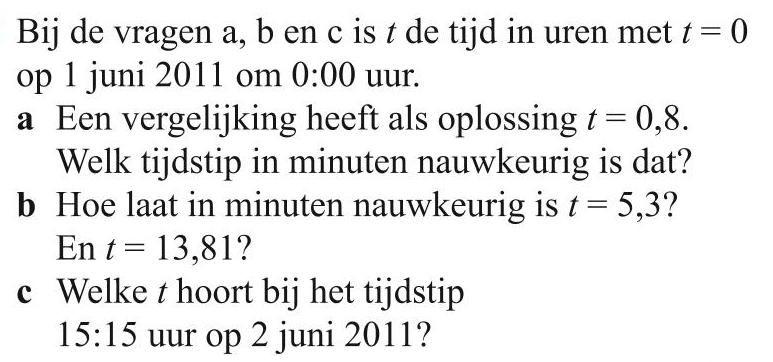 Bij de vragen a, b en c is t de tijd in uren met t = 0
op 1 juni 2011 om 0:00 uur.
a Een vergelijking heeft als oplossing t = 0,8.
Welk tijdstip in minuten nauwkeurig is dat?
b Hoe laat in minuten nauwkeurig is t = 5,3?
En t = 13,81?
c Welke t hoort bij het tijdstip
15:15 uur op 2 juni 2011?